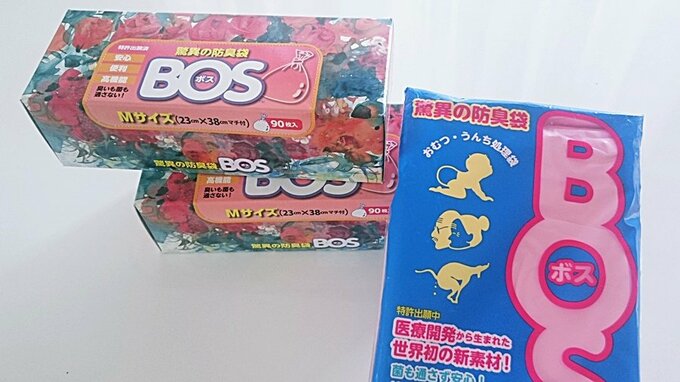 特許出願済
驚異の防臭袋
安心
便利
高機能
臭いも菌も
通さない！
BOS
ボス
Mサイズ(23cm×38cmマチ付)
90枚入
驚異の防臭袋 BOS
高機能
臭いも菌も
通さない！
BOS
Mサイズ(23cm×38cmマチ付)
90枚入
驚異の防臭袋 BOS
驚異の防臭袋
おむつ・うんち処理袋
BOS
ボス
特許出願中
医療開発から生まれた
世界初の新素材！
菌も通さず安心！